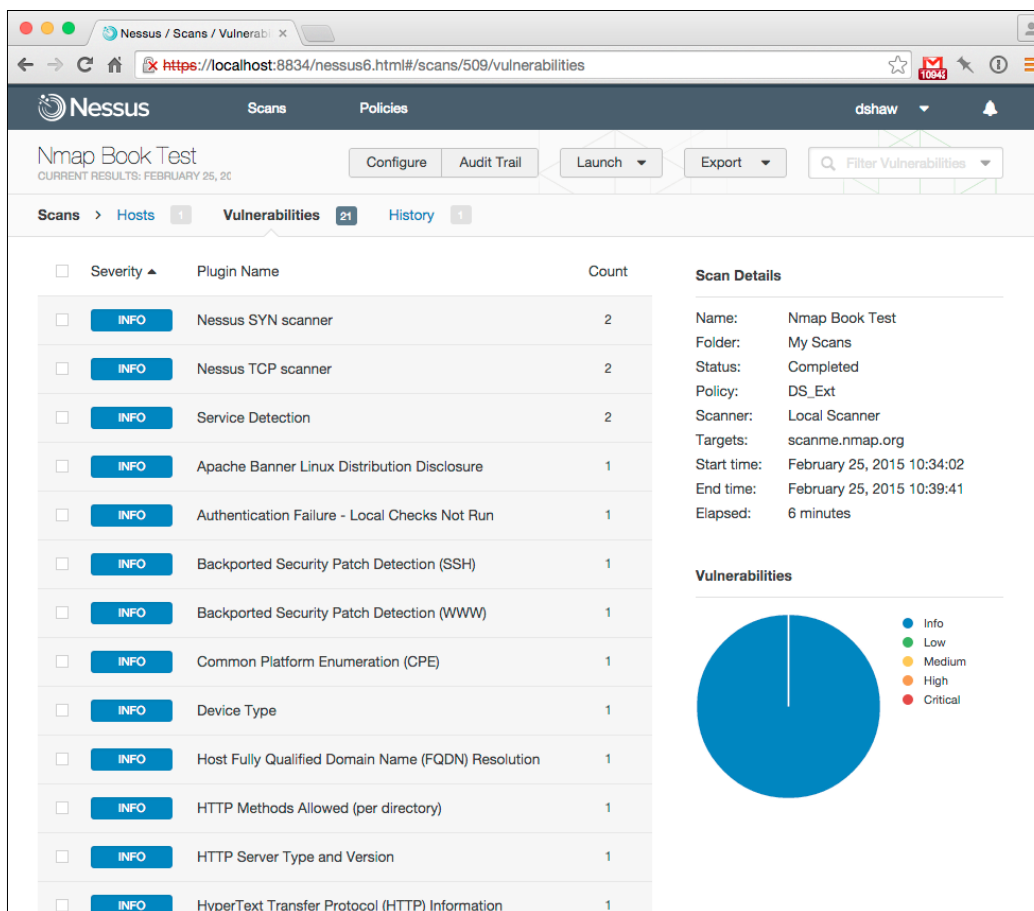 Nessus / Scans / Vulnerabi
https://localhost:8834/nessus6.html#/scans/509/vulnerabilities
Nessus Scans Policies dshaw
Nmap Book Test Configure Audit Trail Launch Export Filter Vulnerabilities
CURRENT RESULTS: FEBRUARY 25, 20
Scans > Hosts 1 Vulnerabilities 21 History 1
Severity Plugin Name Count
INFO Nessus SYN scanner 2
INFO Nessus TCP scanner 2
INFO Service Detection 2
INFO Apache Banner Linux Distribution Disclosure 1
INFO Authentication Failure - Local Checks Not Run 1
INFO Backported Security Patch Detection (SSH) 1
INFO Backported Security Patch Detection (WWW) 1
INFO Common Platform Enumeration (CPE) 1
INFO Device Type 1
INFO Host Fully Qualified Domain Name (FQDN) Resolution 1
INFO HTTP Methods Allowed (per directory) 1
INFO HTTP Server Type and Version 1
INFO HyperText Transfer Protocol (HTTP) Information 1
Scan Details
Name: Nmap Book Test
Folder: My Scans
Status: Completed
Policy: DS_Ext
Scanner: Local Scanner
Targets: scanme.nmap.org
Start time: February 25, 2015 10:34:02
End time: February 25, 2015 10:39:41
Elapsed: 6 minutes
Vulnerabilities
Info
Low
Medium
High
Critical